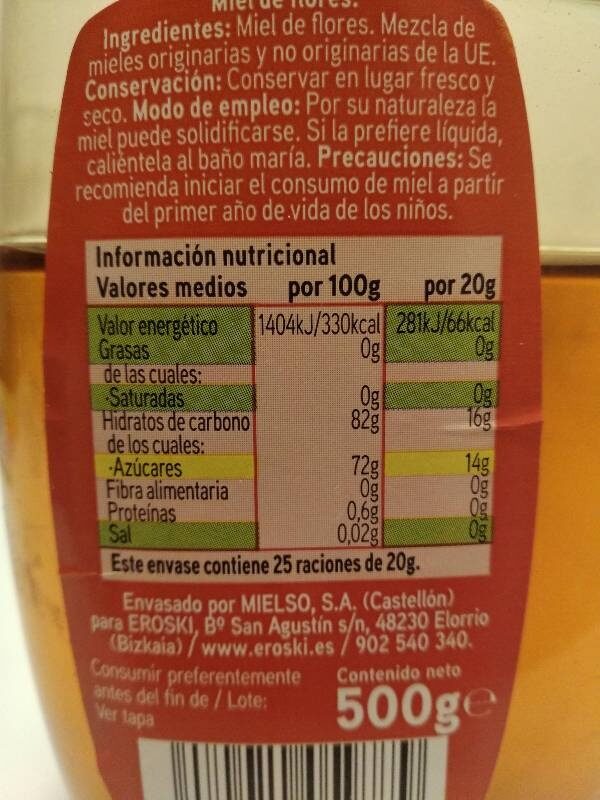 Miel de flores.
Ingredientes: Miel de flores. Mezcla de
mieles originarias y no originarias de la UE.
Conservación: Conservar en lugar fresco y
seco. Modo de empleo: Por su naturaleza la
miel puede solidificarse. Si la prefiere líquida,
caliéntela al baño maría. Precauciones: Se
recomienda iniciar el consumo de miel a partir
del primer año de vida de los niños.
Información nutricional
Valores medios por 100g por 20g
Valor energético 1404kJ/330kcal 281kJ/66kcal
Grasas 0g 0g
de las cuales:
-Saturadas 0g 0g
Hidratos de carbono 82g 16g
de los cuales:
-Azúcares 72g 14g
Fibra alimentaria 0g 0g
Proteínas 0,6g 0g
Sal 0,02g 0g
Este envase contiene 25 raciones de 20g.
Envasado por MIELSO, S.A. (Castellón)
para EROSKI, Bº San Agustín s/n, 48230 Elorrio
(Bizkaia) / www.eroski.es / 902 540 340.
Consumir preferentemente
antes del fin de / Lote:
Ver tapa
Contenido neto
500g℮